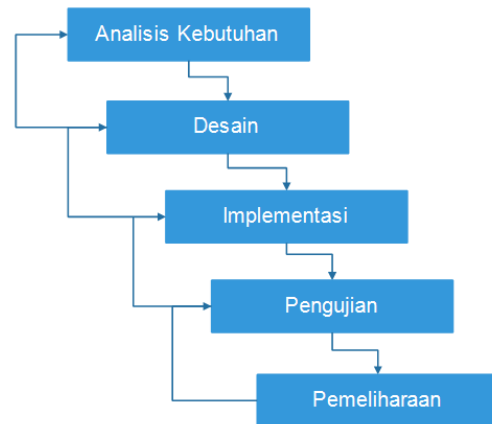 Analisis Kebutuhan
Desain
Implementasi
Pengujian
Pemeliharaan